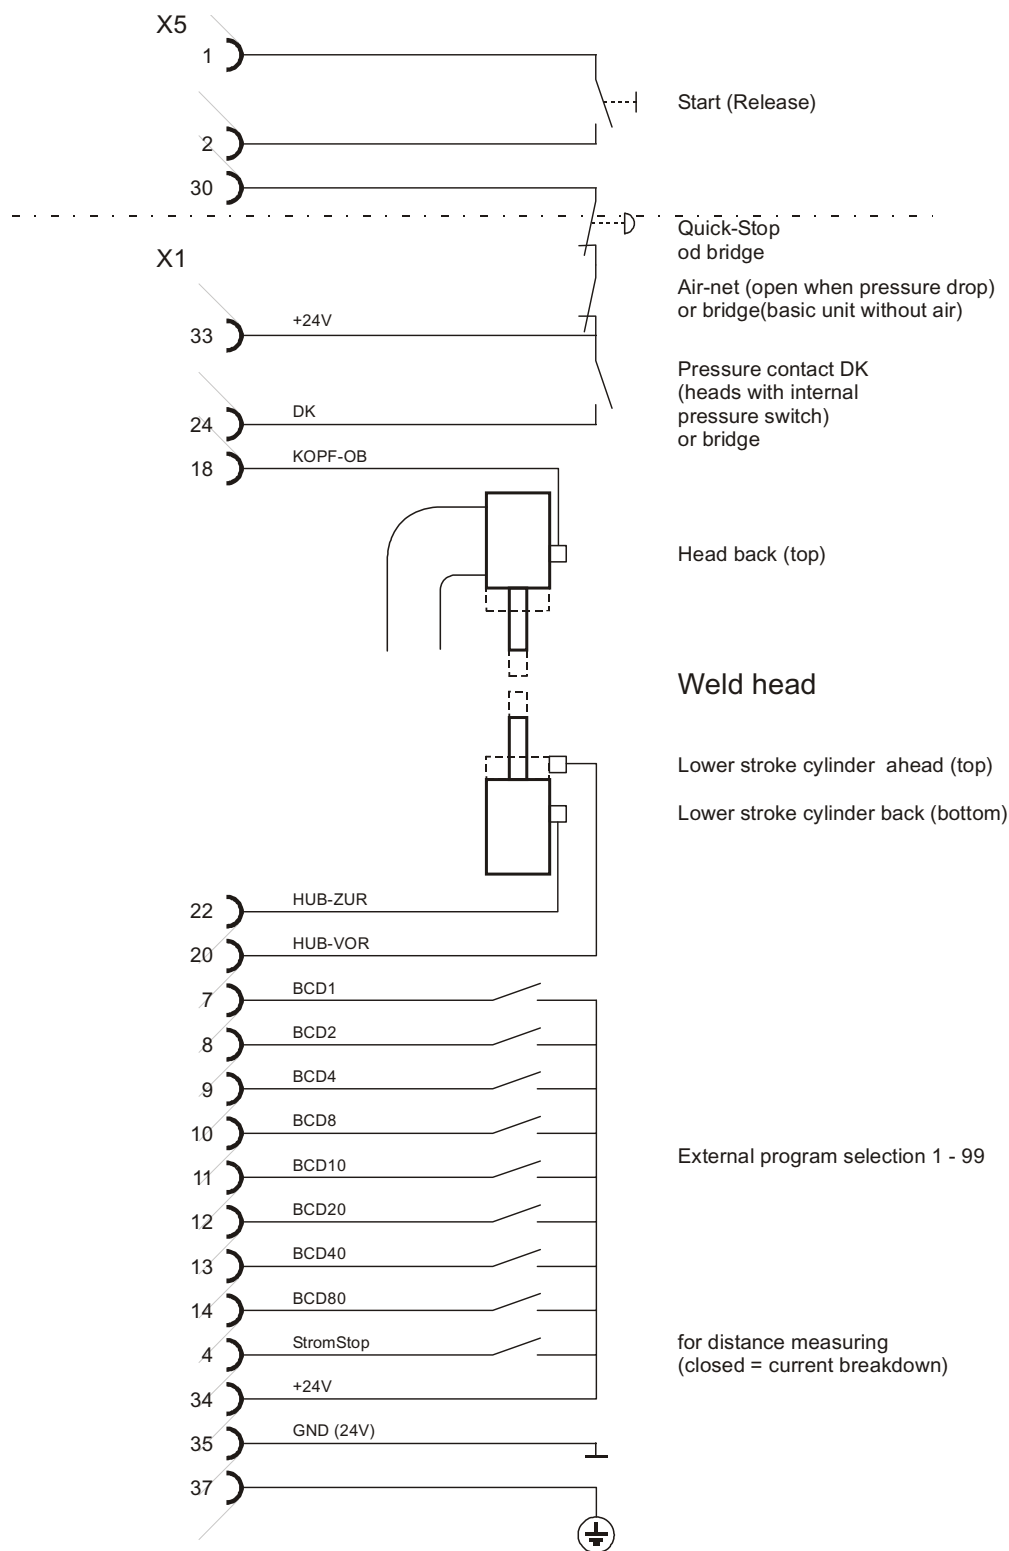 X5
1
Start (Release)
2
30
Quick-Stop
od bridge
X1
Air-net (open when pressure drop)
or bridge(basic unit without air)
33 +24V
Pressure contact DK
(heads with internal
pressure switch)
or bridge
24 DK
18 KOPF-OB
Head back (top)
Weld head
Lower stroke cylinder ahead (top)
Lower stroke cylinder back (bottom)
22 HUB-ZUR
20 HUB-VOR
7 BCD1
8 BCD2
9 BCD4
10 BCD8
External program selection 1 - 99
11 BCD10
12 BCD20
13 BCD40
14 BCD80
4 StromStop
for distance measuring
(closed = current breakdown)
34 +24V
35 GND (24V)
37